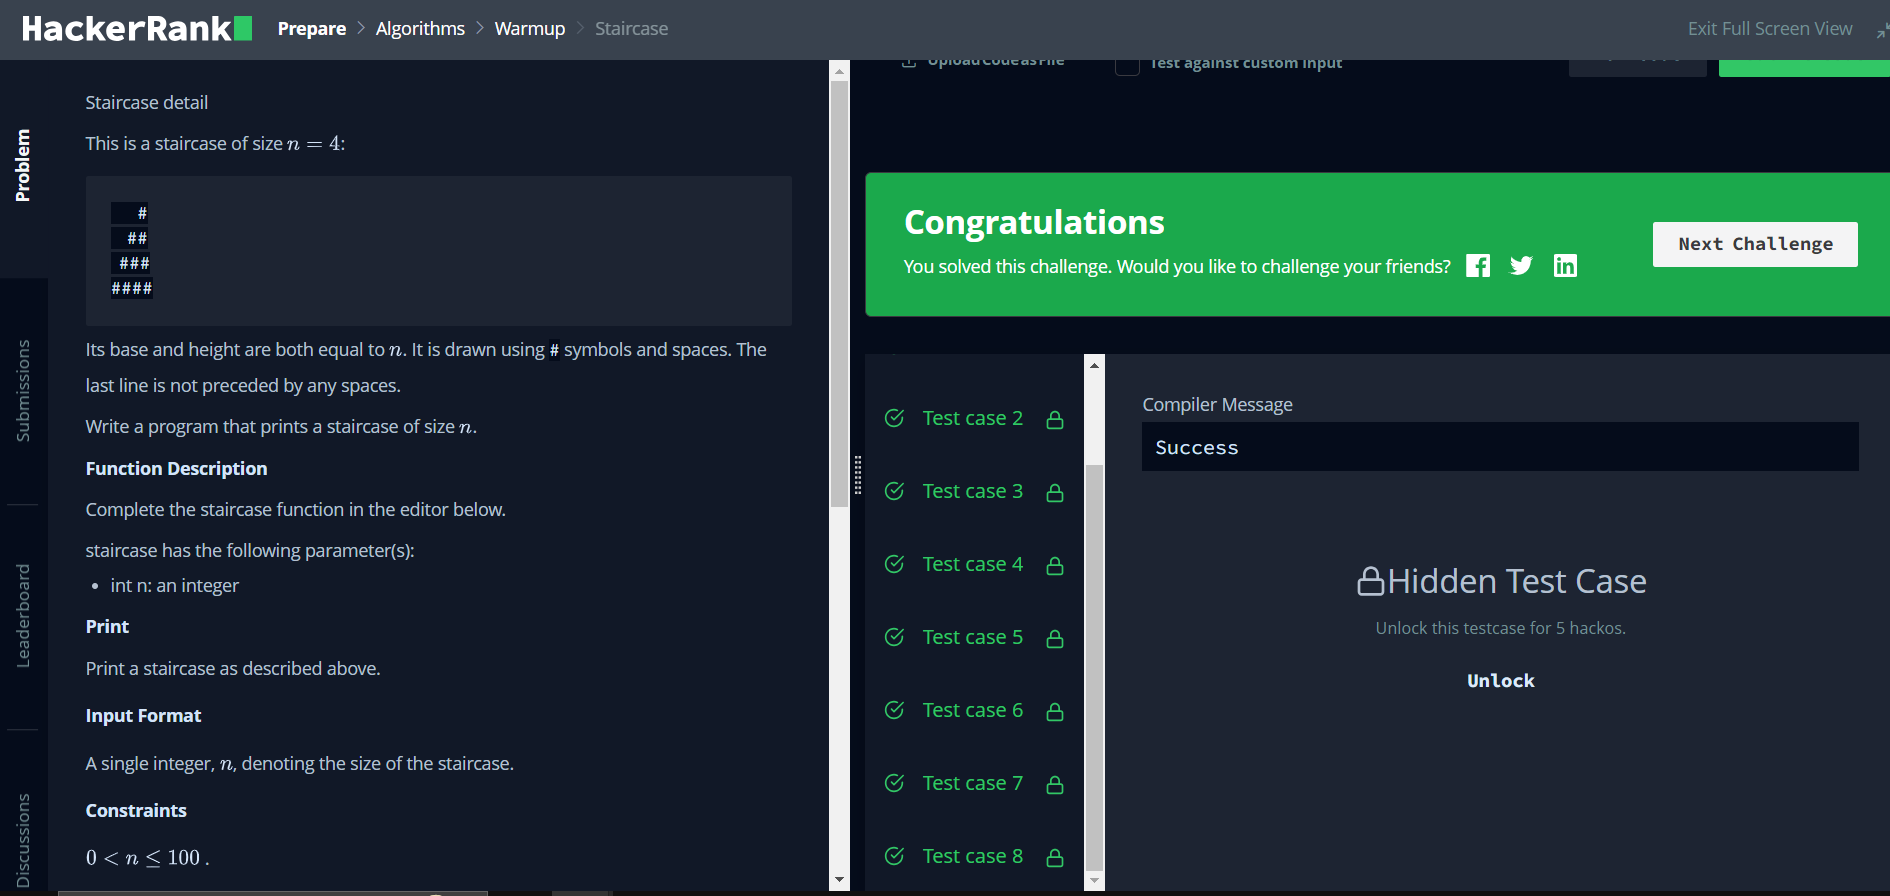 HackerRank
Prepare > Algorithms > Warmup > Staircase
Exit Full Screen View
Problem
Submissions
Leaderboard
Discussions
Staircase detail
This is a staircase of size n = 4:
#
##
###
####
Its base and height are both equal to n. It is drawn using # symbols and spaces. The
last line is not preceded by any spaces.
Write a program that prints a staircase of size n.
Function Description
Complete the staircase function in the editor below.
staircase has the following parameter(s):
• int n: an integer
Print
Print a staircase as described above.
Input Format
A single integer, n, denoting the size of the staircase.
Constraints
0 < n ≤ 100 .
Upload Code as File
Test against custom input
Congratulations
You solved this challenge. Would you like to challenge your friends?
Next Challenge
Test case 2
Test case 3
Test case 4
Test case 5
Test case 6
Test case 7
Test case 8
Compiler Message
Success
Hidden Test Case
Unlock this testcase for 5 hackos.
Unlock